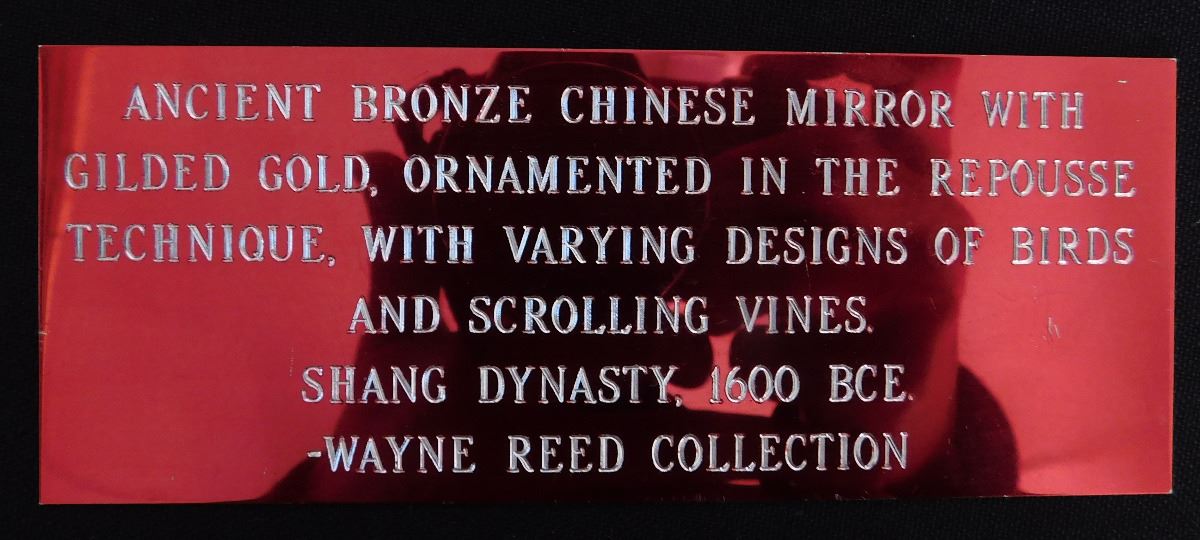 ANCIENT BRONZE CHINESE MIRROR WITH
GILDED GOLD, ORNAMENTED IN THE REPOUSSE
TECHNIQUE, WITH VARYING DESIGNS OF BIRDS
AND SCROLLING VINES.
SHANG DYNASTY, 1600 BCE.
-WAYNE REED COLLECTION